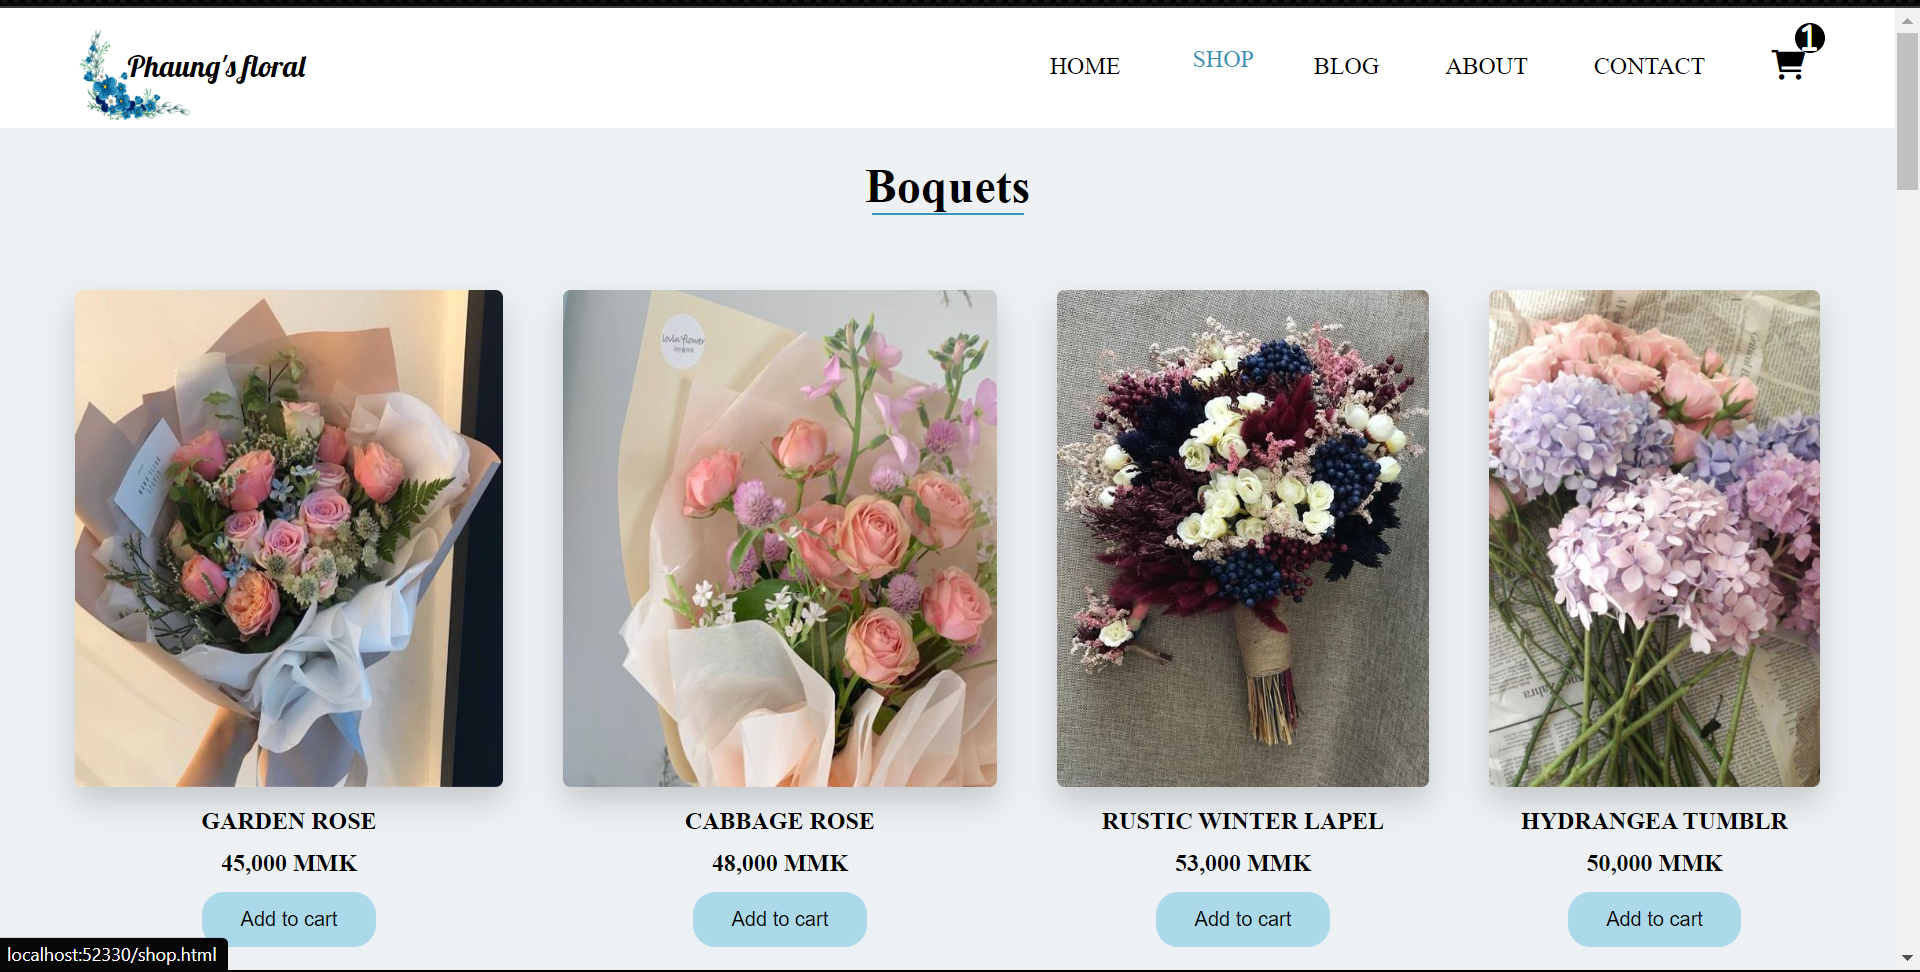 Phaung's floral
HOME SHOP BLOG ABOUT CONTACT 1
Boquets
lovin'flower
GARDEN ROSE
45,000 MMK
Add to cart
CABBAGE ROSE
48,000 MMK
Add to cart
RUSTIC WINTER LAPEL
53,000 MMK
Add to cart
HYDRANGEA TUMBLR
50,000 MMK
Add to cart
localhost:52330/shop.html